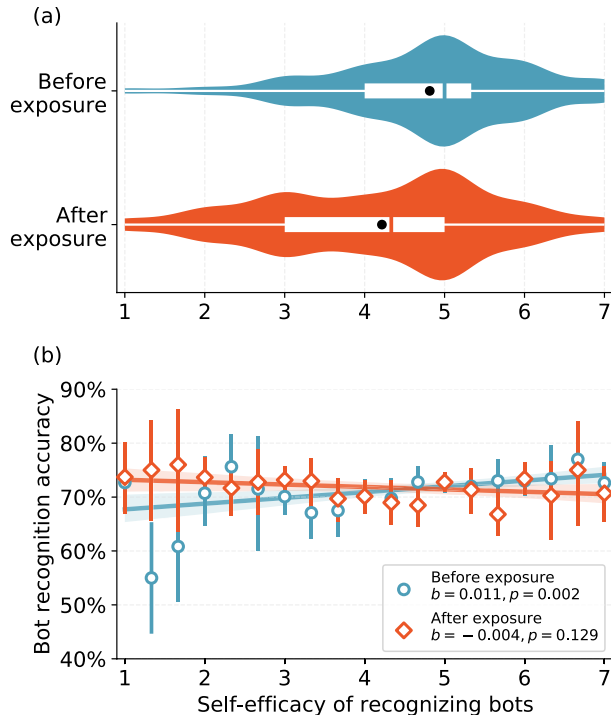 (a)
Before
exposure
After
exposure
1 2 3 4 5 6 7
(b)
Bot recognition accuracy
90%
80%
70%
60%
50%
40%
Before exposure
b = 0.011, p = 0.002
After exposure
b = −0.004, p = 0.129
1 2 3 4 5 6 7
Self-efficacy of recognizing bots